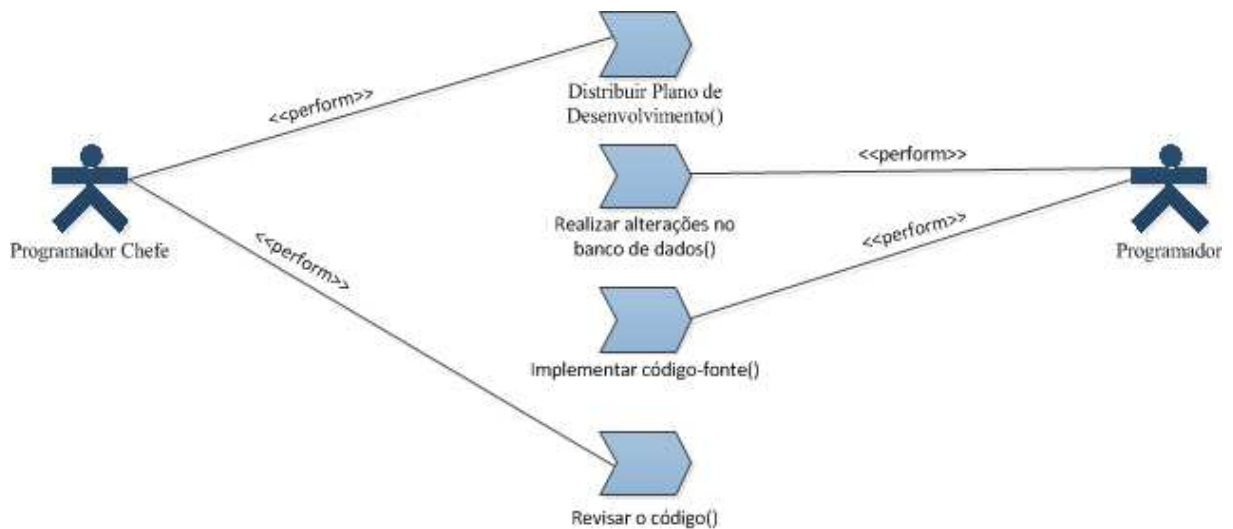 Distribuir Plano de
Desenvolvimento()
<<perform>>
<<perform>>
Programador Chefe
Realizar alterações no
banco de dados()
<<perform>>
<<perform>>
Programador
Implementar código-fonte()
Revisar o código()